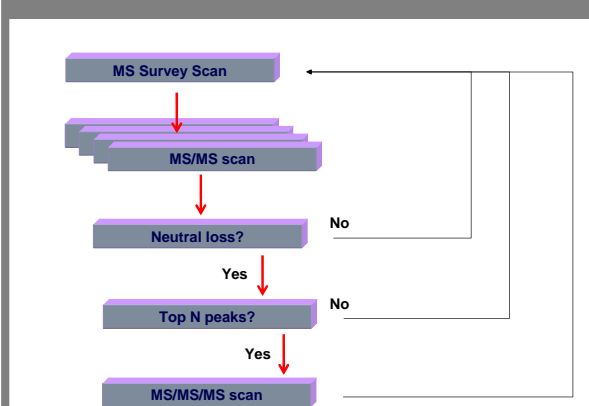 MS Survey Scan
MS/MS scan
No
Neutral loss?
Yes
No
Top N peaks?
Yes
MS/MS/MS scan